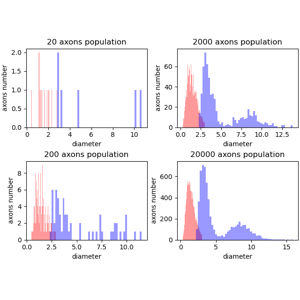 20 axons population
2000 axons population
2.0
1.5
1.0
0.5
0.0
axons number
0 2 4 6 8 10
diameter
60
40
20
0
axons number
0.0 2.5 5.0 7.5 10.0 12.5
diameter
200 axons population
20000 axons population
8
6
4
2
0
axons number
0.0 2.5 5.0 7.5 10.0
diameter
600
400
200
0
axons number
0 5 10 15
diameter